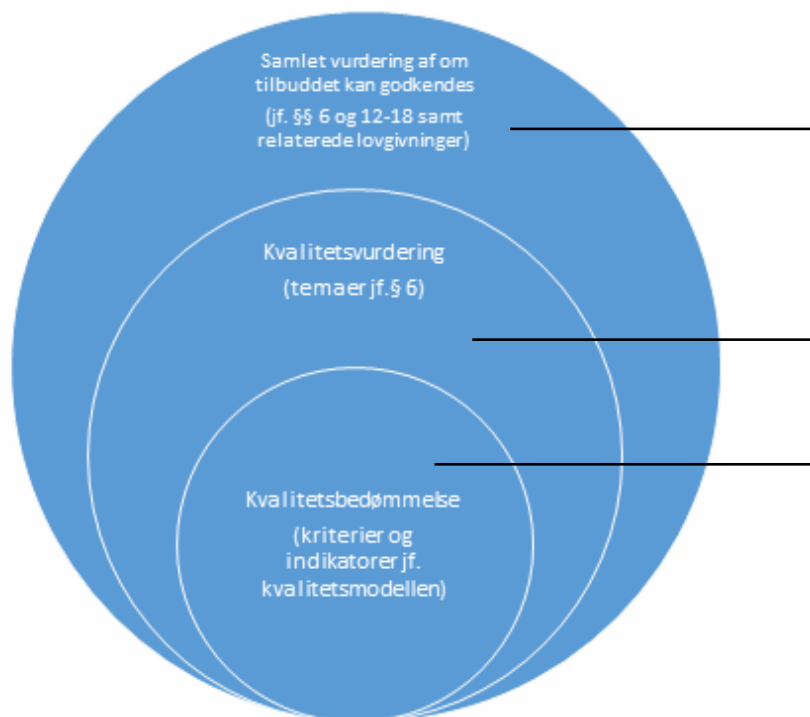 Samlet vurdering af om
tilbuddet kan godkendes
(jf. §§ 6 og 12-18 samt
relaterede lovgivninger)
Kvalitetsvurdering
(temaer jf. § 6)
Kvalitetsbedømmelse
(kriterier og
indikatorer jf.
kvalitetsmodellen)